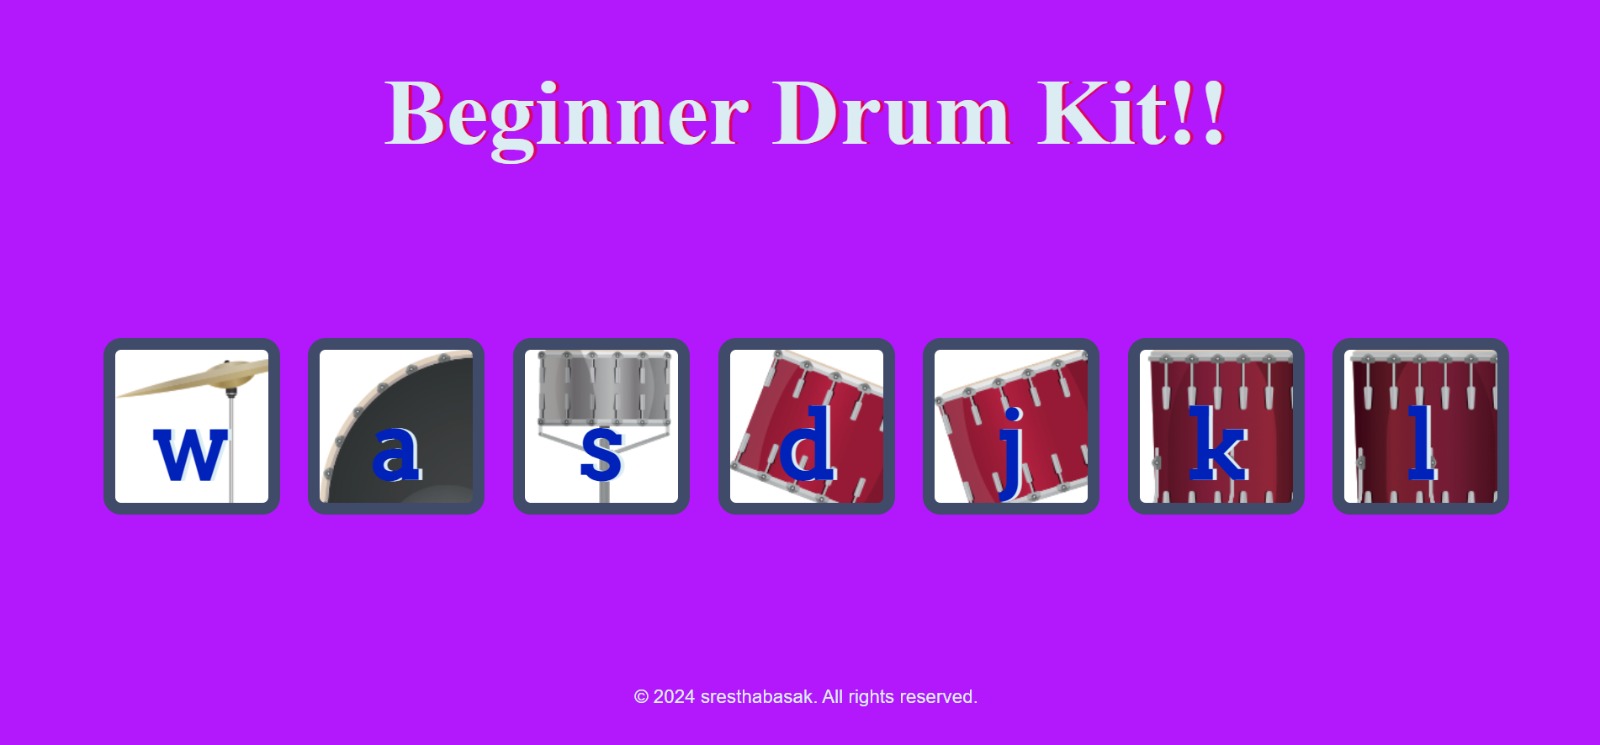 Beginner Drum Kit!!
w a s d j k l
© 2024 sresthabasak. All rights reserved.